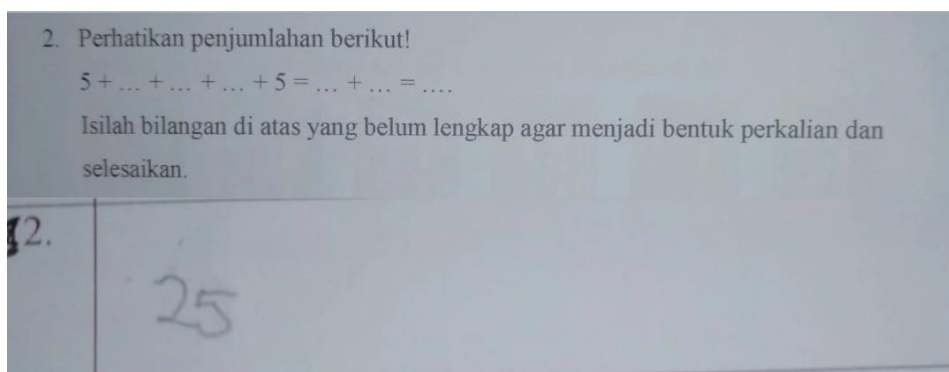 2. Perhatikan penjumlahan berikut!
5 + ... + ... + ... + 5 = ... + ... = ....
Isilah bilangan di atas yang belum lengkap agar menjadi bentuk perkalian dan
selesaikan.
2.
25